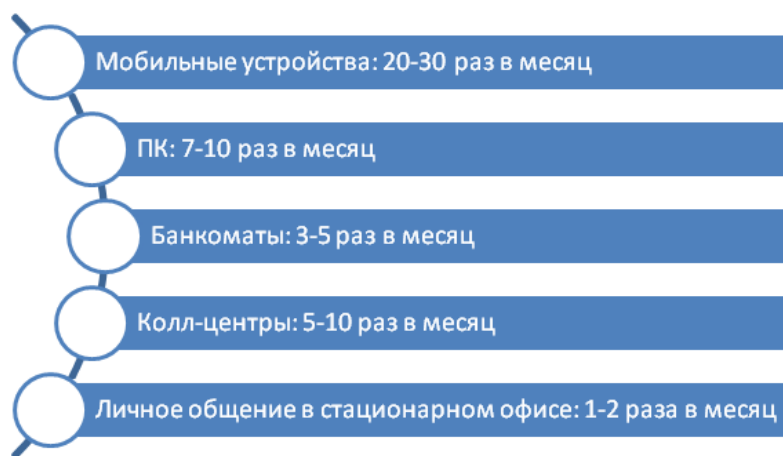 Мобильные устройства: 20-30 раз в месяц
ПК: 7-10 раз в месяц
Банкоматы: 3-5 раз в месяц
Колл-центры: 5-10 раз в месяц
Личное общение в стационарном офисе: 1-2 раза в месяц